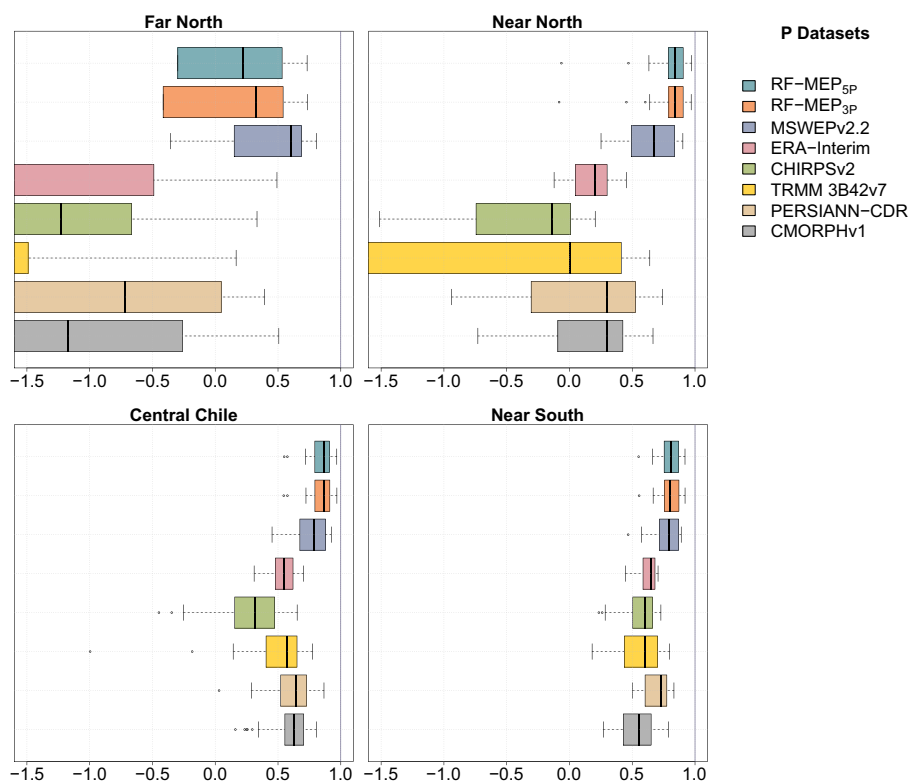 Far North
Near North
P Datasets
RF−MEP5P
RF−MEP3P
MSWEPv2.2
ERA−Interim
CHIRPSv2
TRMM 3B42v7
PERSIANN−CDR
CMORPHv1
−1.5 −1.0 −0.5 0.0 0.5 1.0
−1.5 −1.0 −0.5 0.0 0.5 1.0
Central Chile
Near South
−1.5 −1.0 −0.5 0.0 0.5 1.0
−1.5 −1.0 −0.5 0.0 0.5 1.0